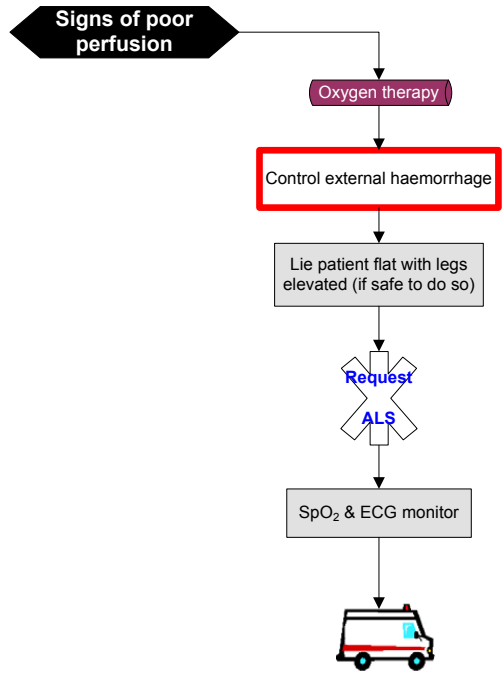 Signs of poor
perfusion
Oxygen therapy
Control external haemorrhage
Lie patient flat with legs
elevated (if safe to do so)
Request
ALS
SpO₂ & ECG monitor